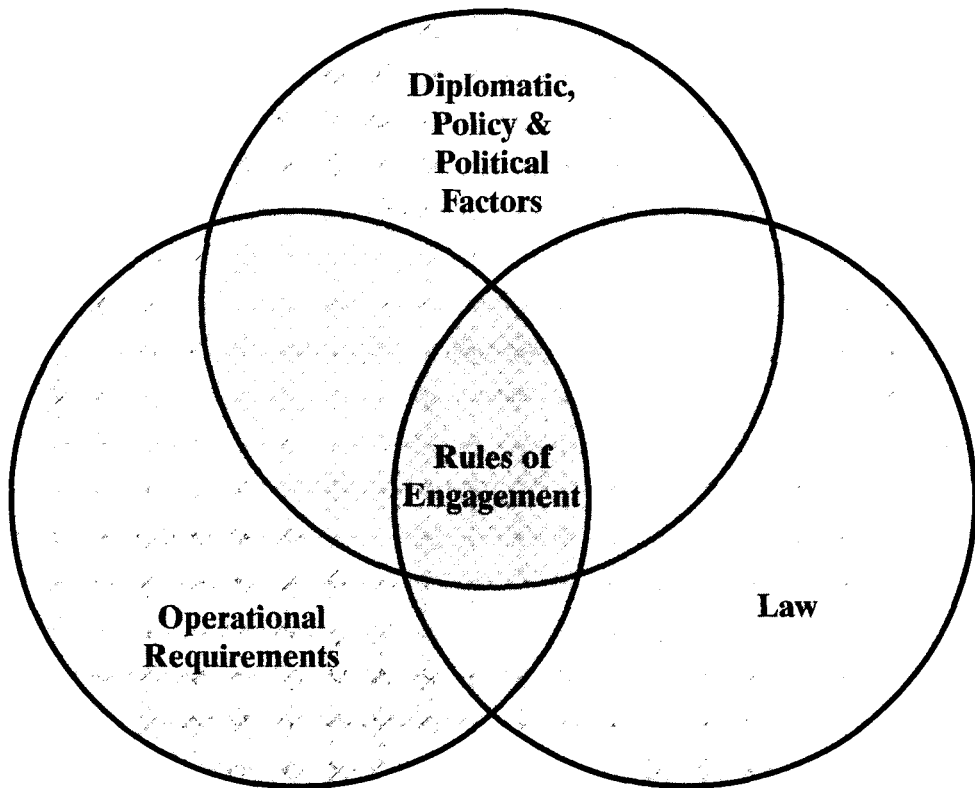 Diplomatic,
Policy &
Political
Factors
Rules of
Engagement
Operational
Requirements
Law